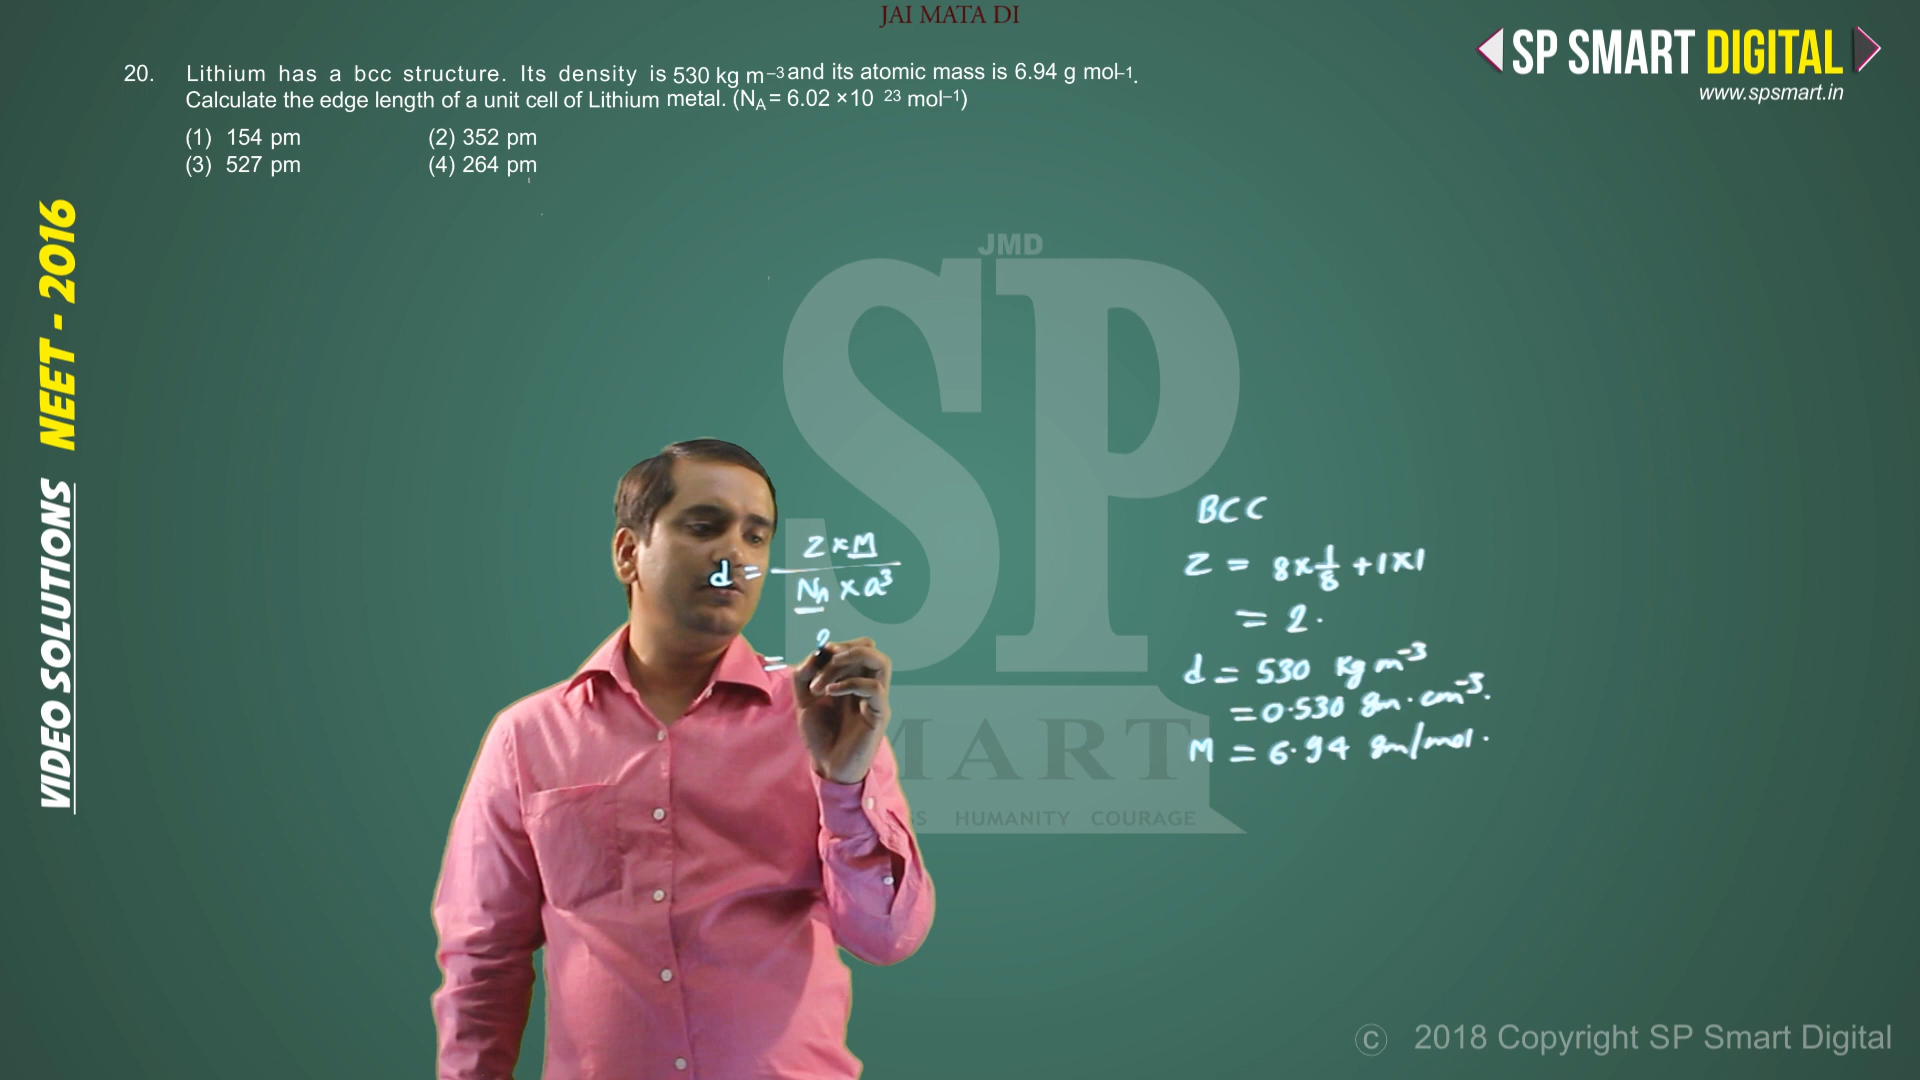 JAI MATA DI
SP SMART DIGITAL
www.spsmart.in
20. Lithium has a bcc structure. Its density is 530 kg m⁻³ and its atomic mass is 6.94 g mol⁻¹.
Calculate the edge length of a unit cell of Lithium metal. (N_A = 6.02 ×10 ²³ mol⁻¹)
(1) 154 pm (2) 352 pm
(3) 527 pm (4) 264 pm
VIDEO SOLUTIONS NEET - 2016
JMD
SP
MART
HUMANITY COURAGE
d = Z × M / N_A × a³
= 2
BCC
Z = 8 × 1/8 + 1 × 1
= 2.
d = 530 Kg m⁻³
= 0.530 gm · cm⁻³.
M = 6.94 gm/mol.
© 2018 Copyright SP Smart Digital